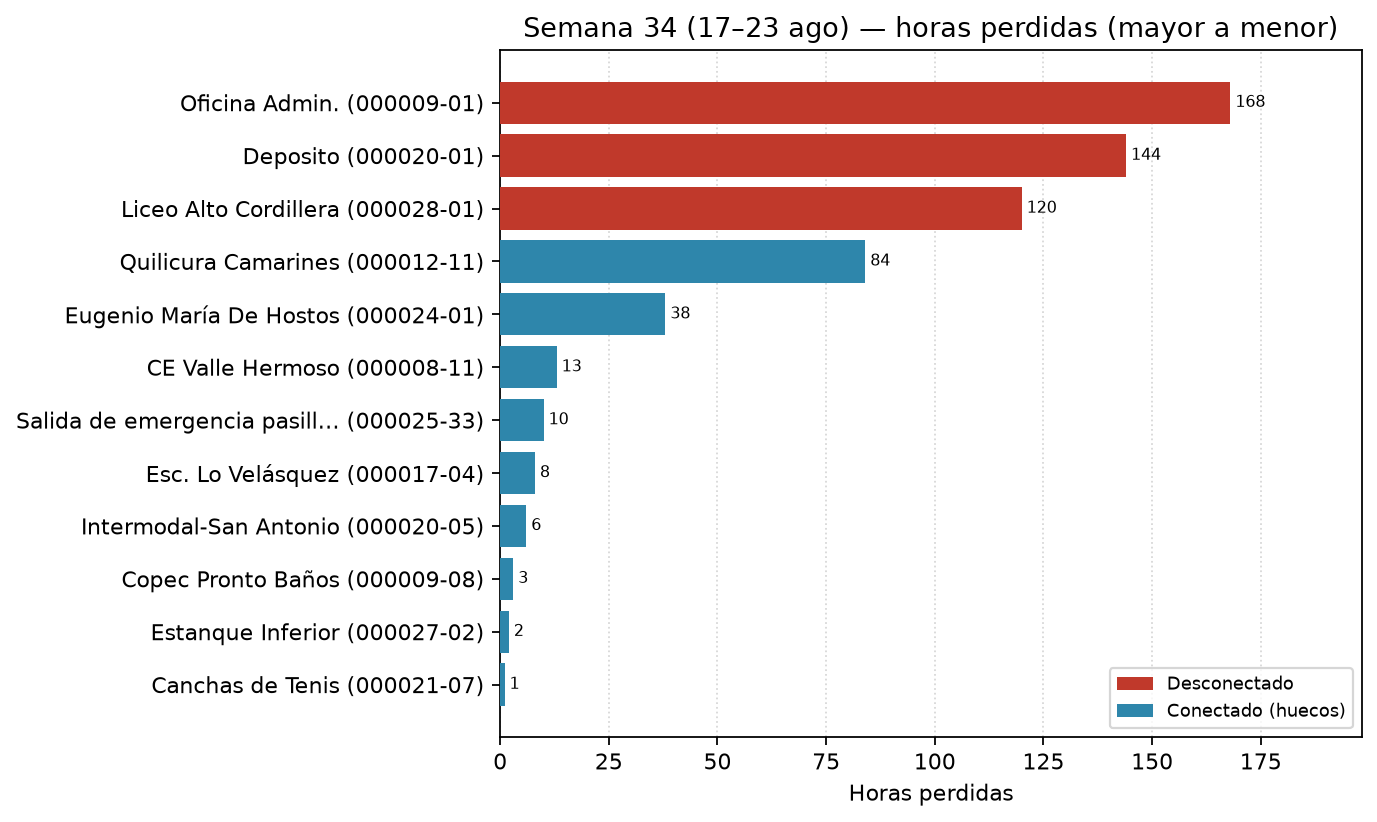 Semana 34 (17–23 ago) — horas perdidas (mayor a menor)
Oficina Admin. (000009-01) 168
Deposito (000020-01) 144
Liceo Alto Cordillera (000028-01) 120
Quilicura Camarines (000012-11) 84
Eugenio María De Hostos (000024-01) 38
CE Valle Hermoso (000008-11) 13
Salida de emergencia pasill... (000025-33) 10
Esc. Lo Velásquez (000017-04) 8
Intermodal-San Antonio (000020-05) 6
Copec Pronto Baños (000009-08) 3
Estanque Inferior (000027-02) 2
Canchas de Tenis (000021-07) 1
Desconectado
Conectado (huecos)
0 25 50 75 100 125 150 175
Horas perdidas